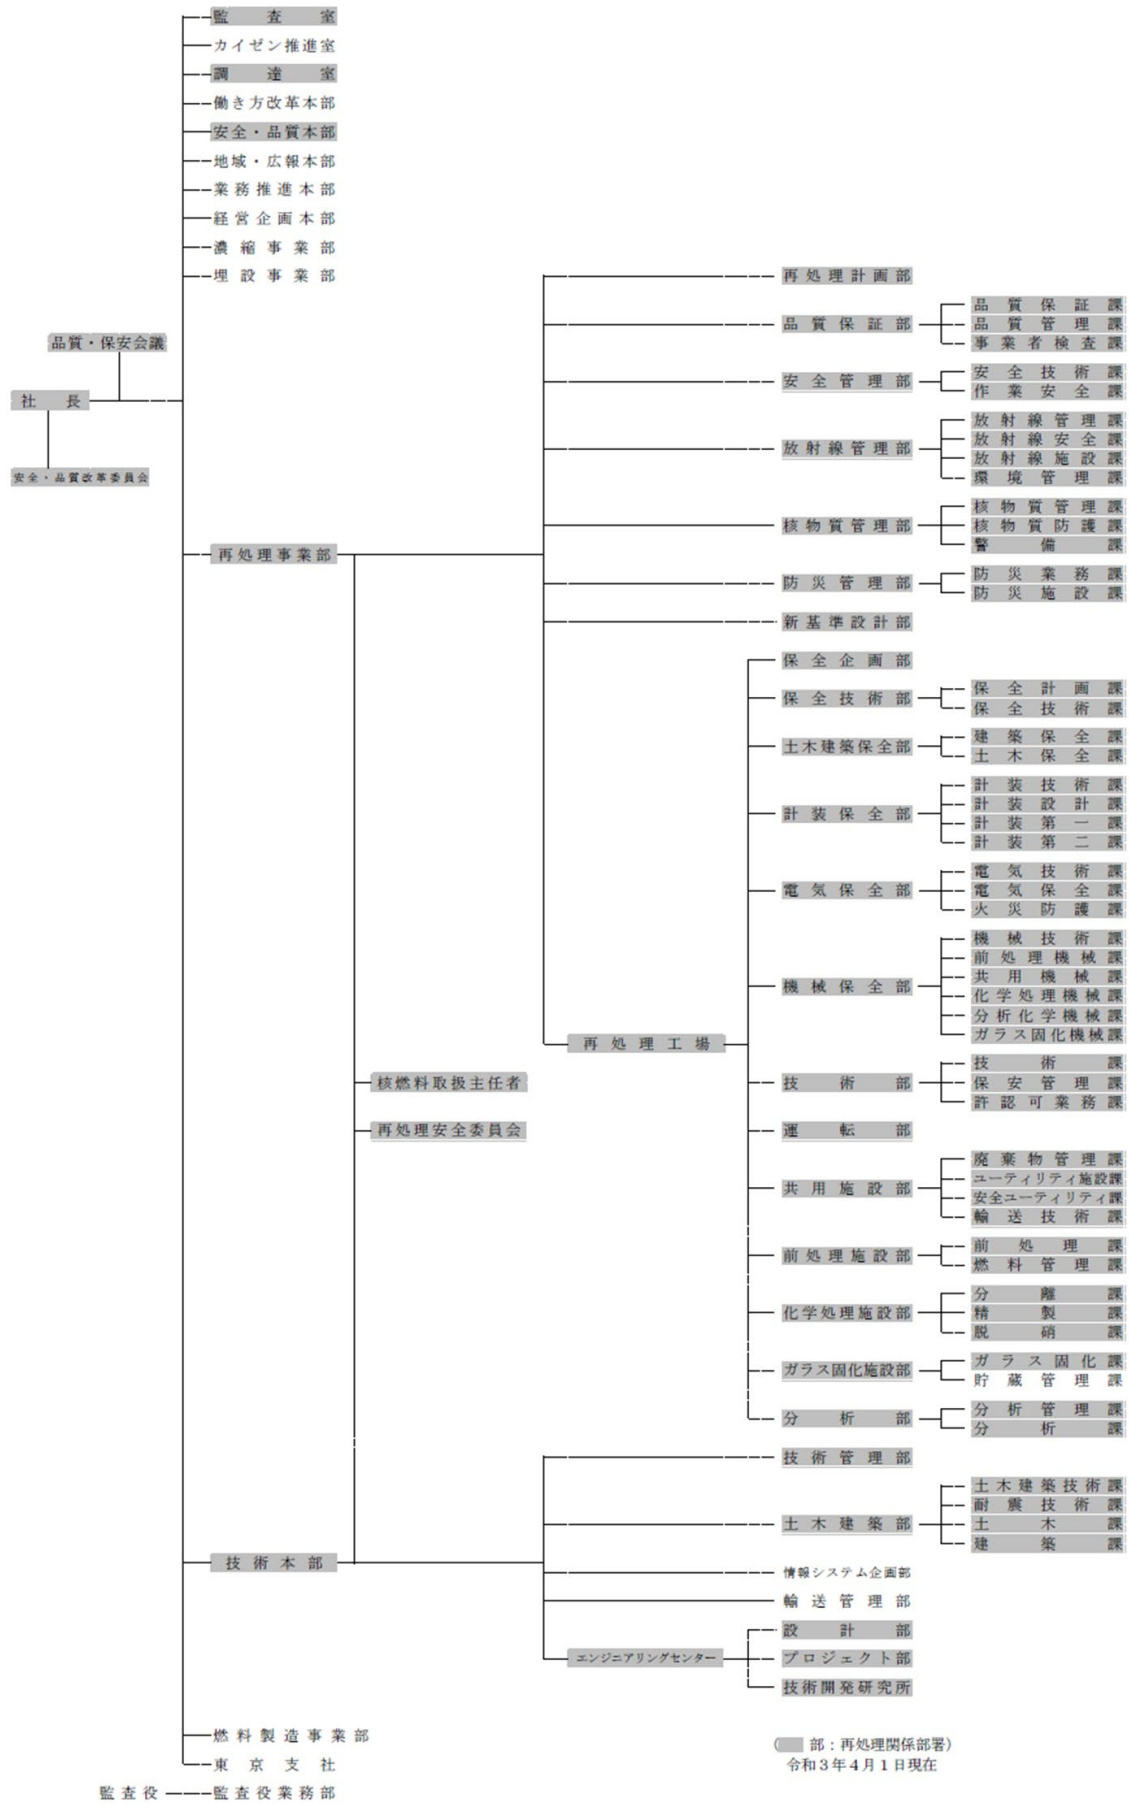 監査室
カイゼン推進室
調達室
働き方改革本部
安全・品質本部
地域・広報本部
業務推進本部
経営企画本部
濃縮事業部
埋設事業部
品質・保安会議
社長
安全・品質改革委員会
再処理事業部
再処理計画部
品質保証部
品質保証課
品質管理課
事業者検査課
安全管理部
安全技術課
作業安全課
放射線管理部
放射線管理課
放射線安全課
放射線施設課
環境管理課
核物質管理部
核物質管理課
核物質防護課
警備課
防災管理部
防災業務課
防災施設課
新基準設計部
再処理工場
保全企画部
保全技術部
保全計画課
保全技術課
土木建築保全部
建築保全課
土木保全課
計装保全部
計装技術課
計装設計課
計装第一課
計装第二課
電気保全部
電気技術課
電気保全課
火災防護課
機械保全部
機械技術課
前処理機械課
共用機械課
化学処理機械課
分析化学機械課
ガラス固化機械課
技術部
技術課
保安管理課
許認可業務課
運転部
共用施設部
廃棄物管理課
ユーティリティ施設課
安全ユーティリティ課
輸送技術課
前処理施設部
前処理課
燃料管理課
化学処理施設部
分離課
精製課
脱硝課
ガラス固化施設部
ガラス固化課
貯蔵管理課
分析部
分析管理課
分析課
核燃料取扱主任者
再処理安全委員会
技術本部
技術管理部
土木建築部
土木建築技術課
耐震技術課
土木課
建築課
情報システム企画部
輸送管理部
エンジニアリングセンター
設計部
プロジェクト部
技術開発研究所
燃料製造事業部
東京支社
監査役
監査役業務部
（ 部：再処理関係部署）
令和3年4月1日現在